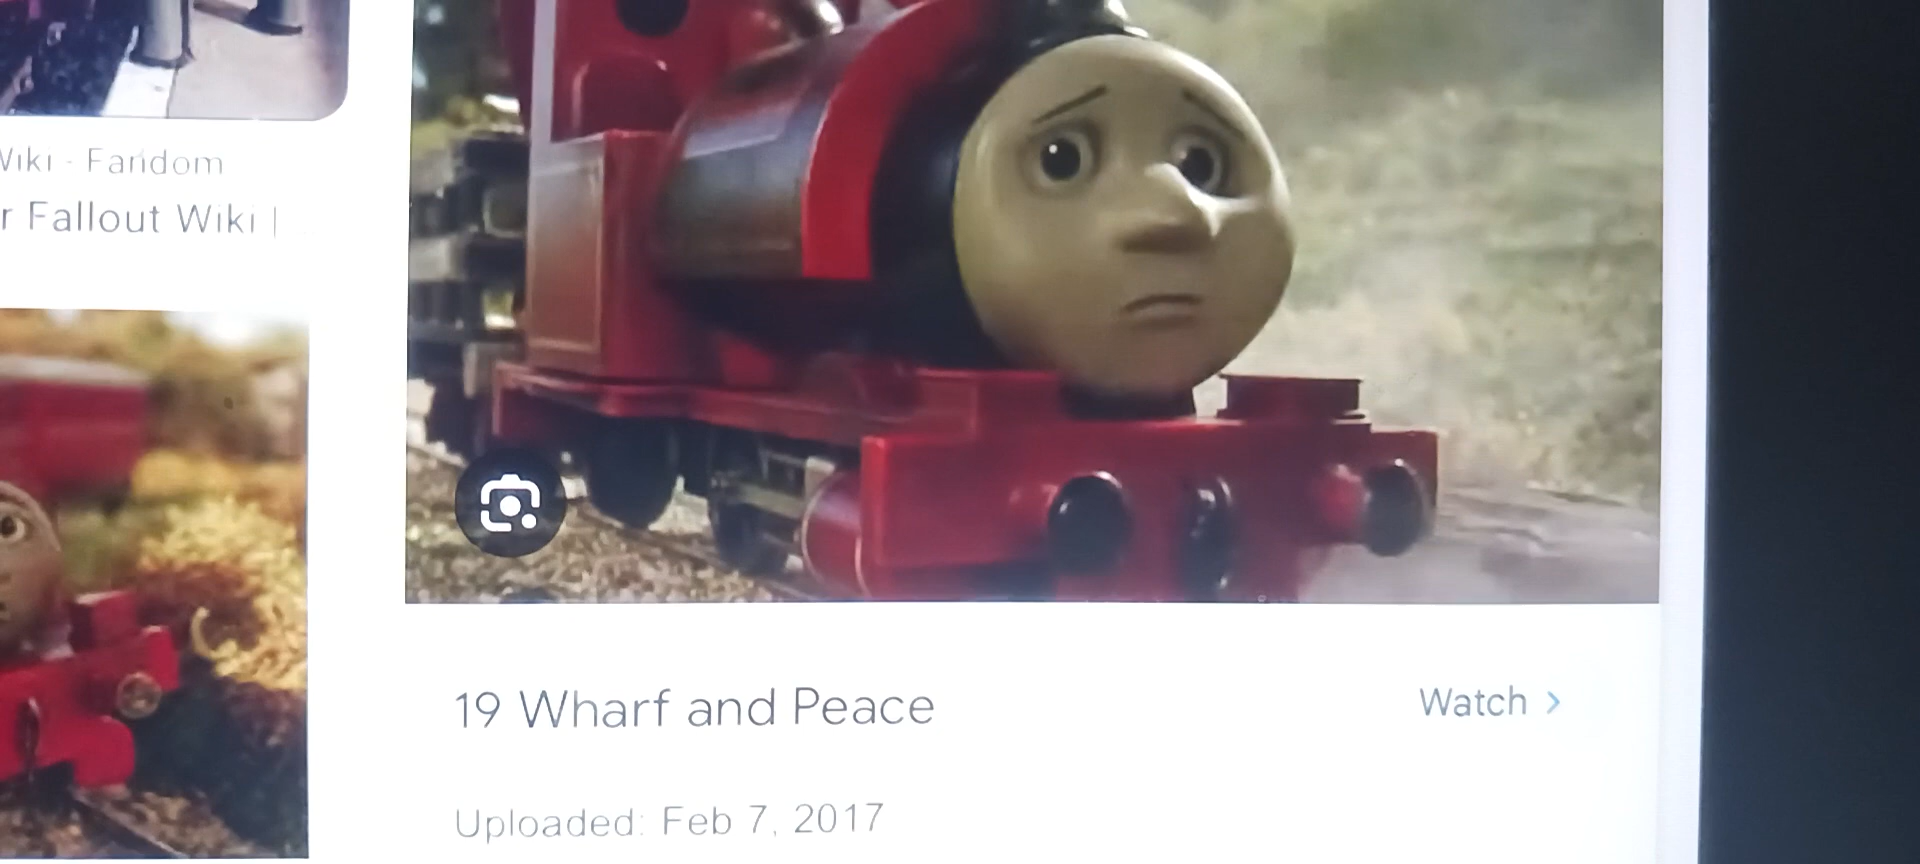 Wiki - Fandom
r Fallout Wiki |
19 Wharf and Peace
Watch >
Uploaded: Feb 7, 2017